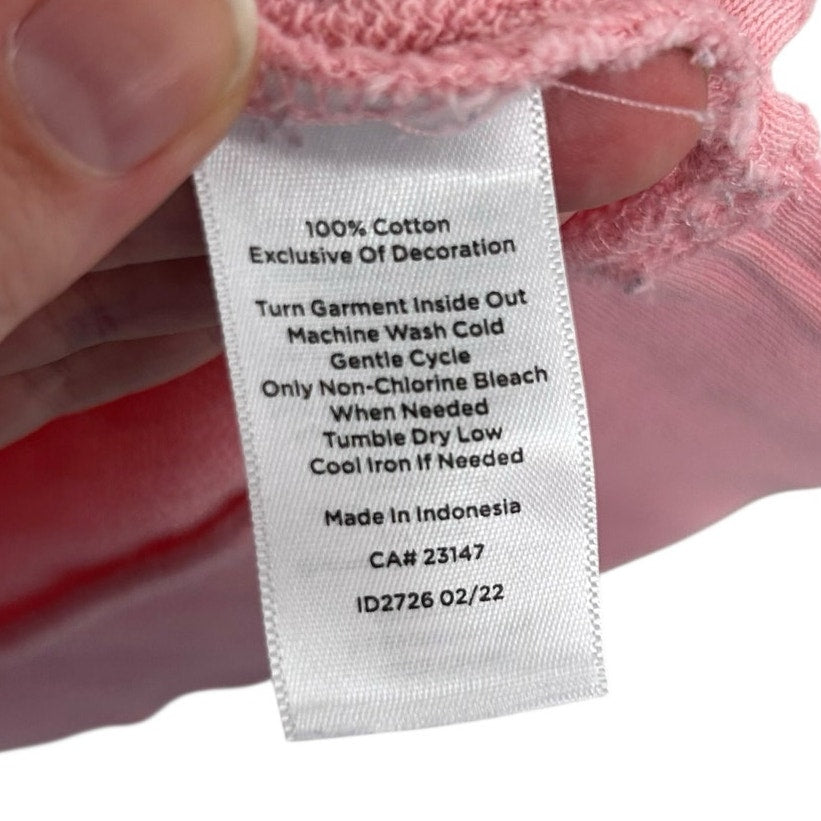 100% Cotton
Exclusive Of Decoration
Turn Garment Inside Out
Machine Wash Cold
Gentle Cycle
Only Non-Chlorine Bleach
When Needed
Tumble Dry Low
Cool Iron If Needed
Made In Indonesia
CA# 23147
ID2726 02/22